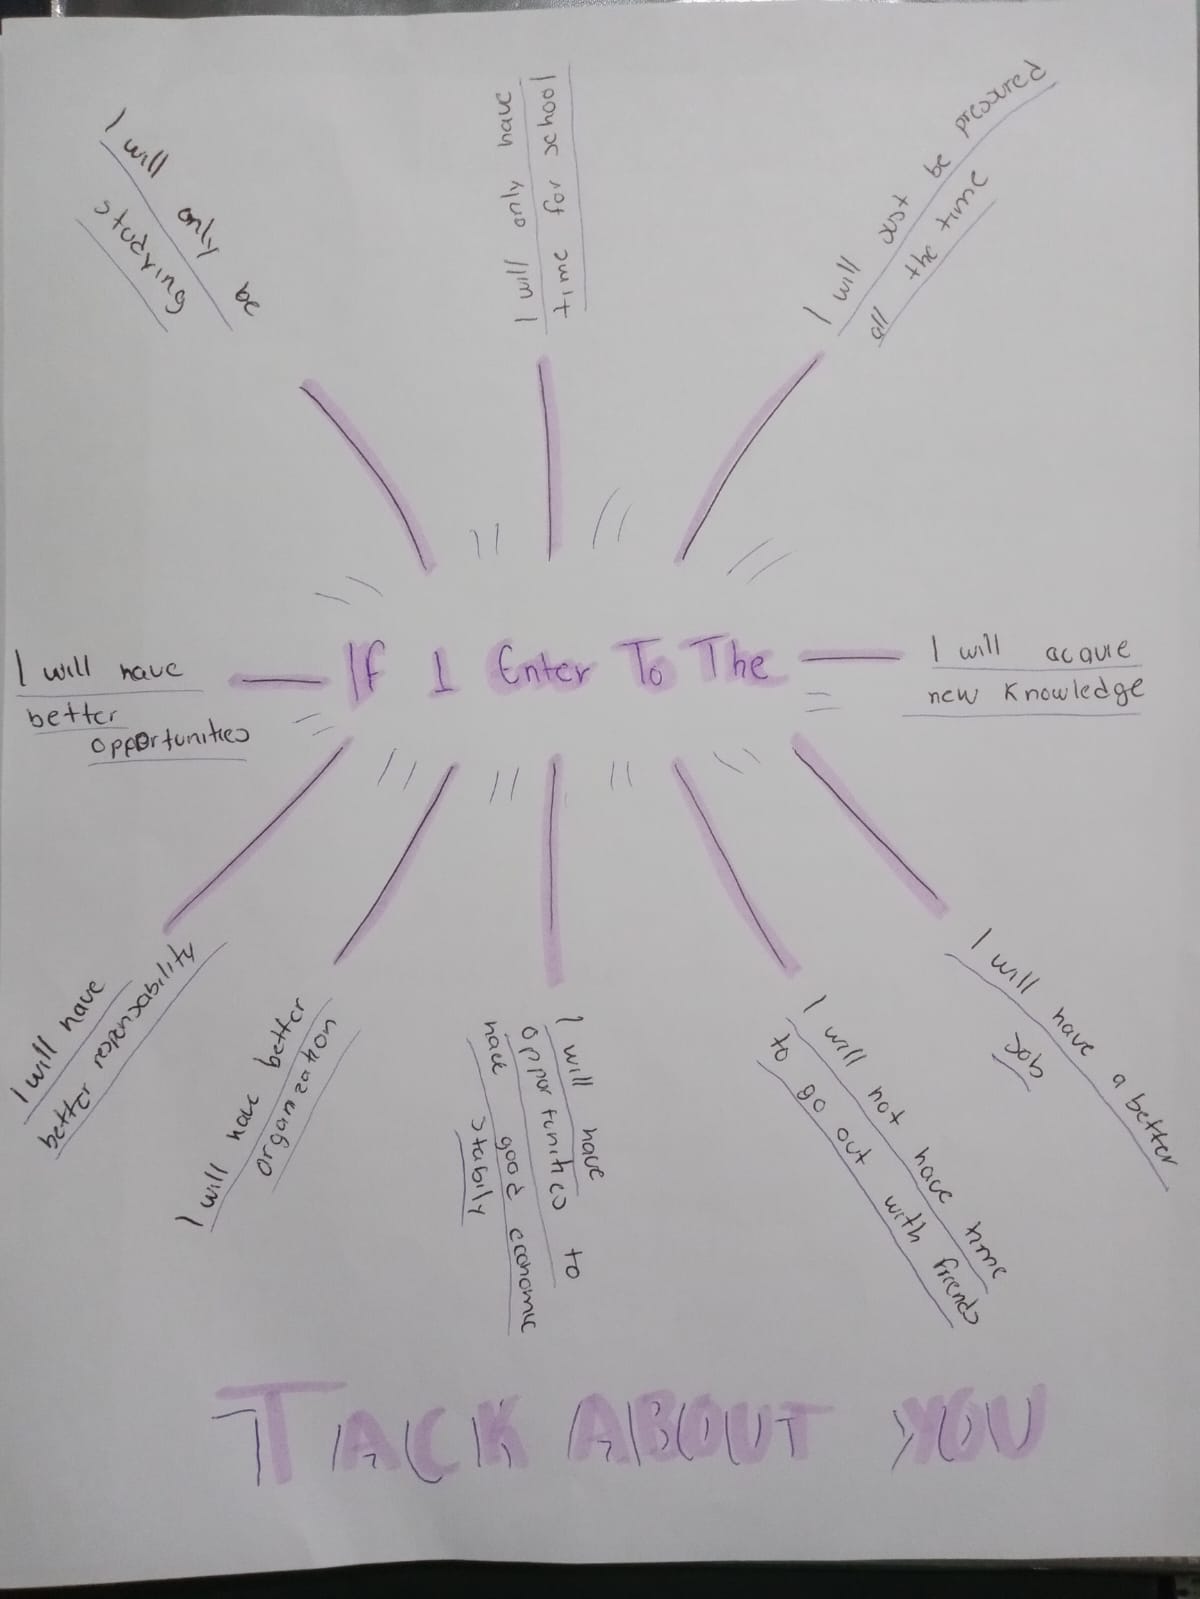 I will only be
studying
I will only have
time for school
I will Just be pressured
all the time
If I Enter To The
I will have
better
opportunities
I will acquie
new Knowledge
I will have
better responsability
I will have better
organization
I will have
opportunities to
have good economic
stabily
I will not have time
to go out with friends
I will have a better
Job
TACK ABOUT YOU